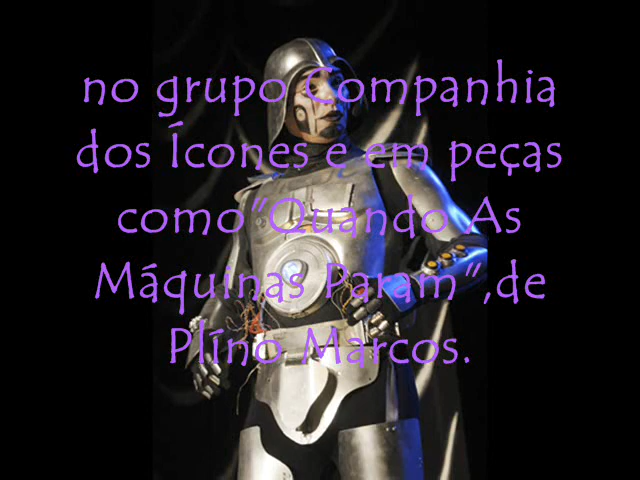 no grupo Companhia
dos Ícones e em peças
como"Quando As
Máquinas Param",de
Plíno Marcos.